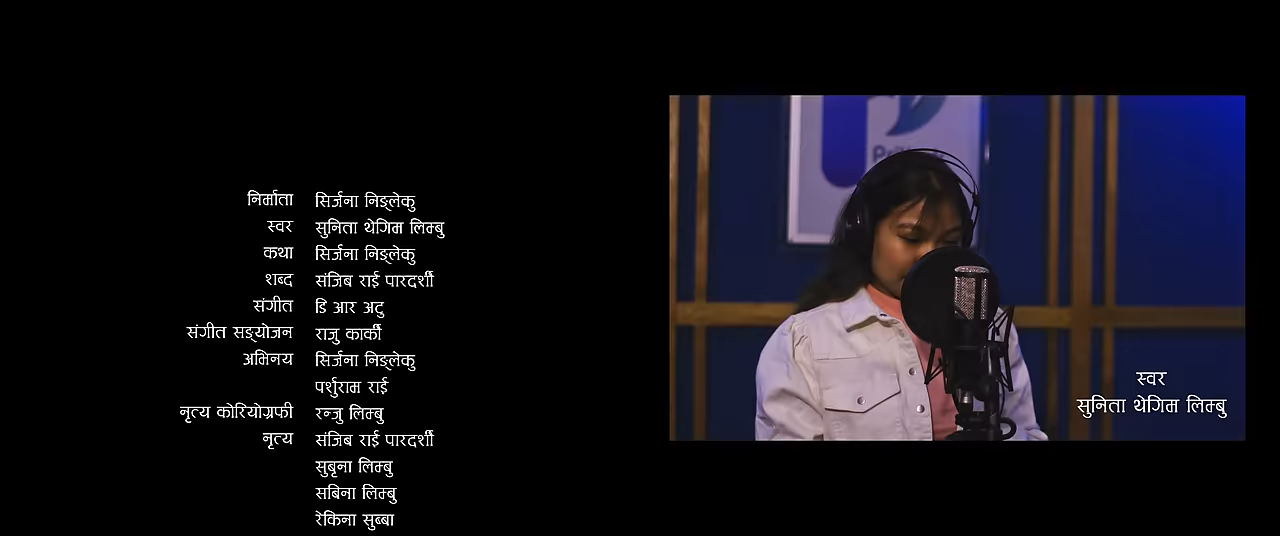 निर्माता सिर्जना निङ्लेकु
स्वर सुनिता थेगिम लिम्बु
कथा सिर्जना निङ्लेकु
शब्द संजिब राई पारदर्शी
संगीत डि आर अटु
संगीत सङ्योजन राजु कार्की
अभिनय सिर्जना निङ्लेकु
पर्शुराम राई
नृत्य कोरियोग्रफी रन्जु लिम्बु
नृत्य संजिब राई पारदर्शी
सुबृना लिम्बु
सबिना लिम्बु
रेकिना सुब्बा
स्वर
सुनिता थेगिम लिम्बु